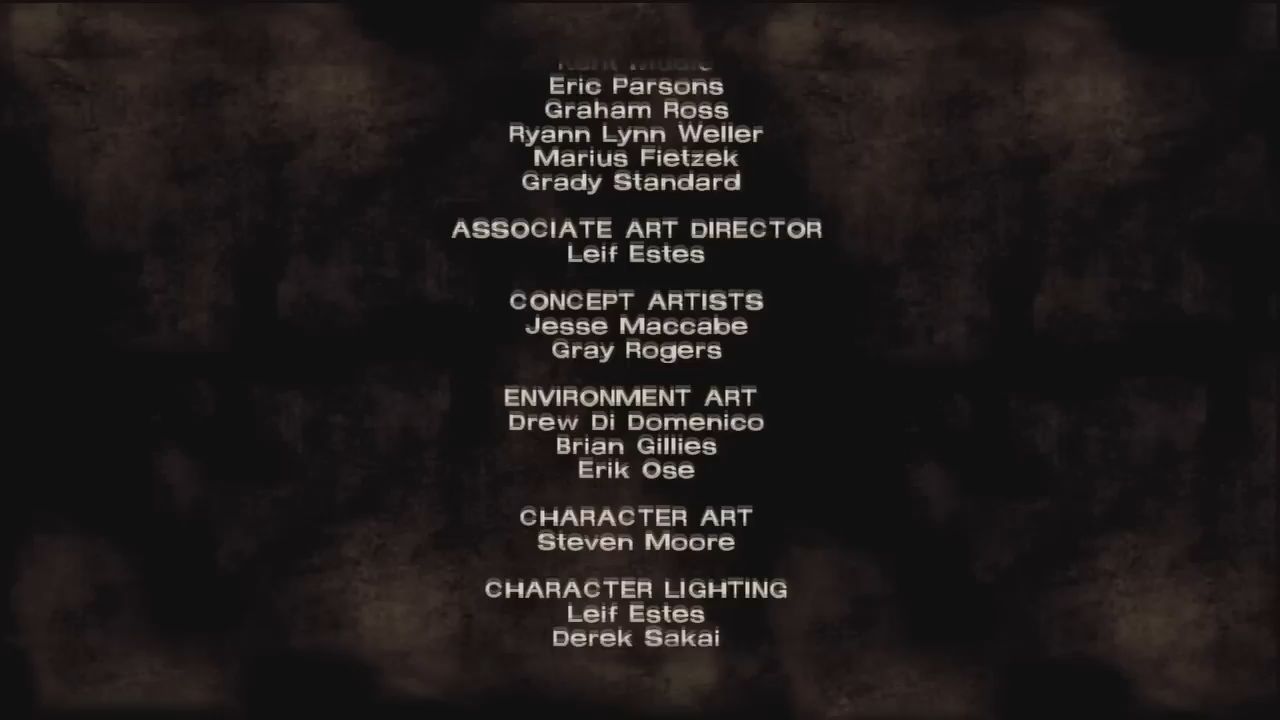 Eric Parsons
Graham Ross
Ryann Lynn Weller
Marius Fietzek
Grady Standard
ASSOCIATE ART DIRECTOR
Leif Estes
CONCEPT ARTISTS
Jesse Maccabe
Gray Rogers
ENVIRONMENT ART
Drew Di Domenico
Brian Gillies
Erik Ose
CHARACTER ART
Steven Moore
CHARACTER LIGHTING
Leif Estes
Derek Sakai